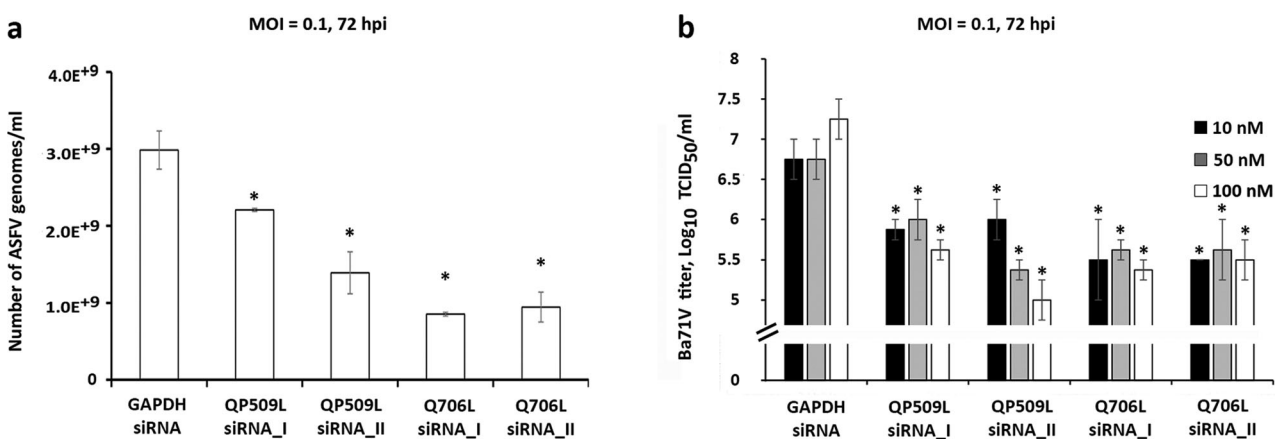 a
MOI = 0.1, 72 hpi
Number of ASFV genomes/ml
4.0E+9
3.0E+9
2.0E+9
1.0E+9
0
*
*
*
*
GAPDH siRNA
QP509L siRNA_I
QP509L siRNA_II
Q706L siRNA_I
Q706L siRNA_II
b
MOI = 0.1, 72 hpi
Ba71V titer, Log10 TCID50/ml
8
7.5
7
6.5
6
5.5
5
0
10 nM
50 nM
100 nM
* * *
* * *
* * *
* * *
GAPDH siRNA
QP509L siRNA_I
QP509L siRNA_II
Q706L siRNA_I
Q706L siRNA_II